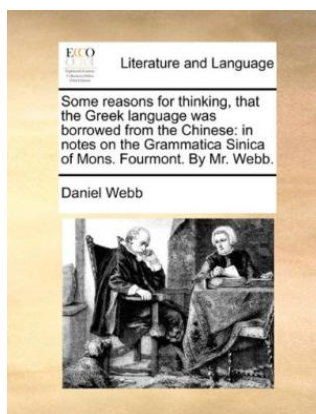 ECCO
Literature and Language
Some reasons for thinking, that
the Greek language was
borrowed from the Chinese: in
notes on the Grammatica Sinica
of Mons. Fourmont. By Mr. Webb.
Daniel Webb